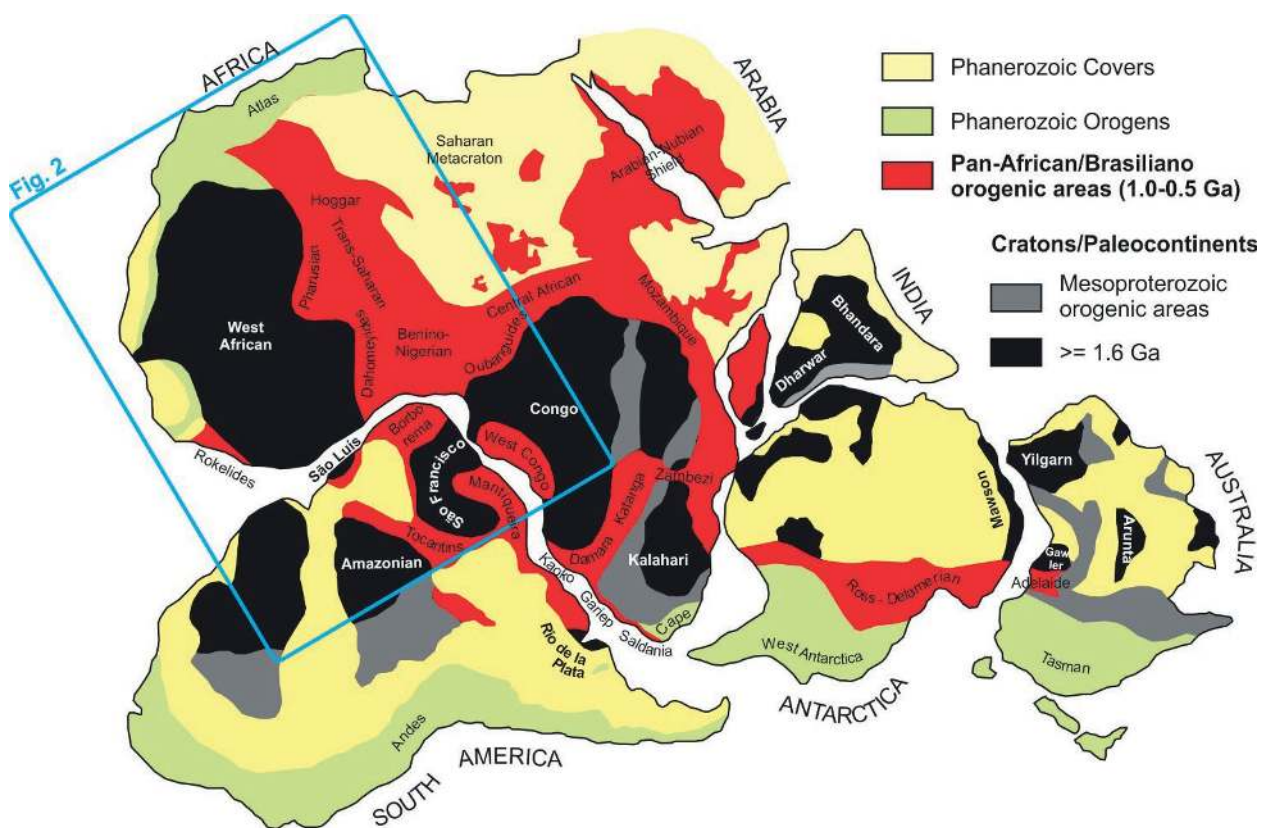 AFRICA
ARABIA
Atlas
Fig. 2
Saharan
Metacraton
Arabian-Nubian
Shield
Hoggar
Pharusian
Trans-Saharan
Dahomeyides
Benino-
Nigerian
Central African
Oubanguides
Mozambique
West
African
Rokelides
São Luís
Borbo
rema
São Francisco
Congo
West Congo
Mantiqueira
Tocantins
Amazonian
Katanga
Zambezi
Damara
Kalahari
Kaoko
Gariep
Saldania
Cape
Rio de la
Plata
Andes
SOUTH
AMERICA
INDIA
Bhandara
Dharwar
Mawson
Ross - Delamerian
West Antarctica
ANTARCTICA
Yilgarn
Arunta
Gaw
ler
Adelaide
Tasman
AUSTRALIA
Phanerozoic Covers
Phanerozoic Orogens
Pan-African/Brasiliano
orogenic areas (1.0-0.5 Ga)
Cratons/Paleocontinents
Mesoproterozoic
orogenic areas
>= 1.6 Ga